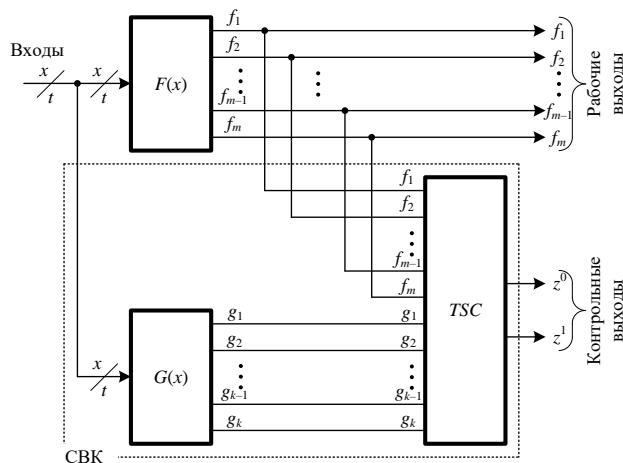 Входы
x
t
x
t
F(x)
f1
f2
fm–1
fm
f1
f2
fm–1
fm
Рабочие
выходы
f1
f2
fm–1
fm
TSC
z0
z1
Контрольные
выходы
x
t
G(x)
g1
g2
gk–1
gk
g1
g2
gk–1
gk
СВК